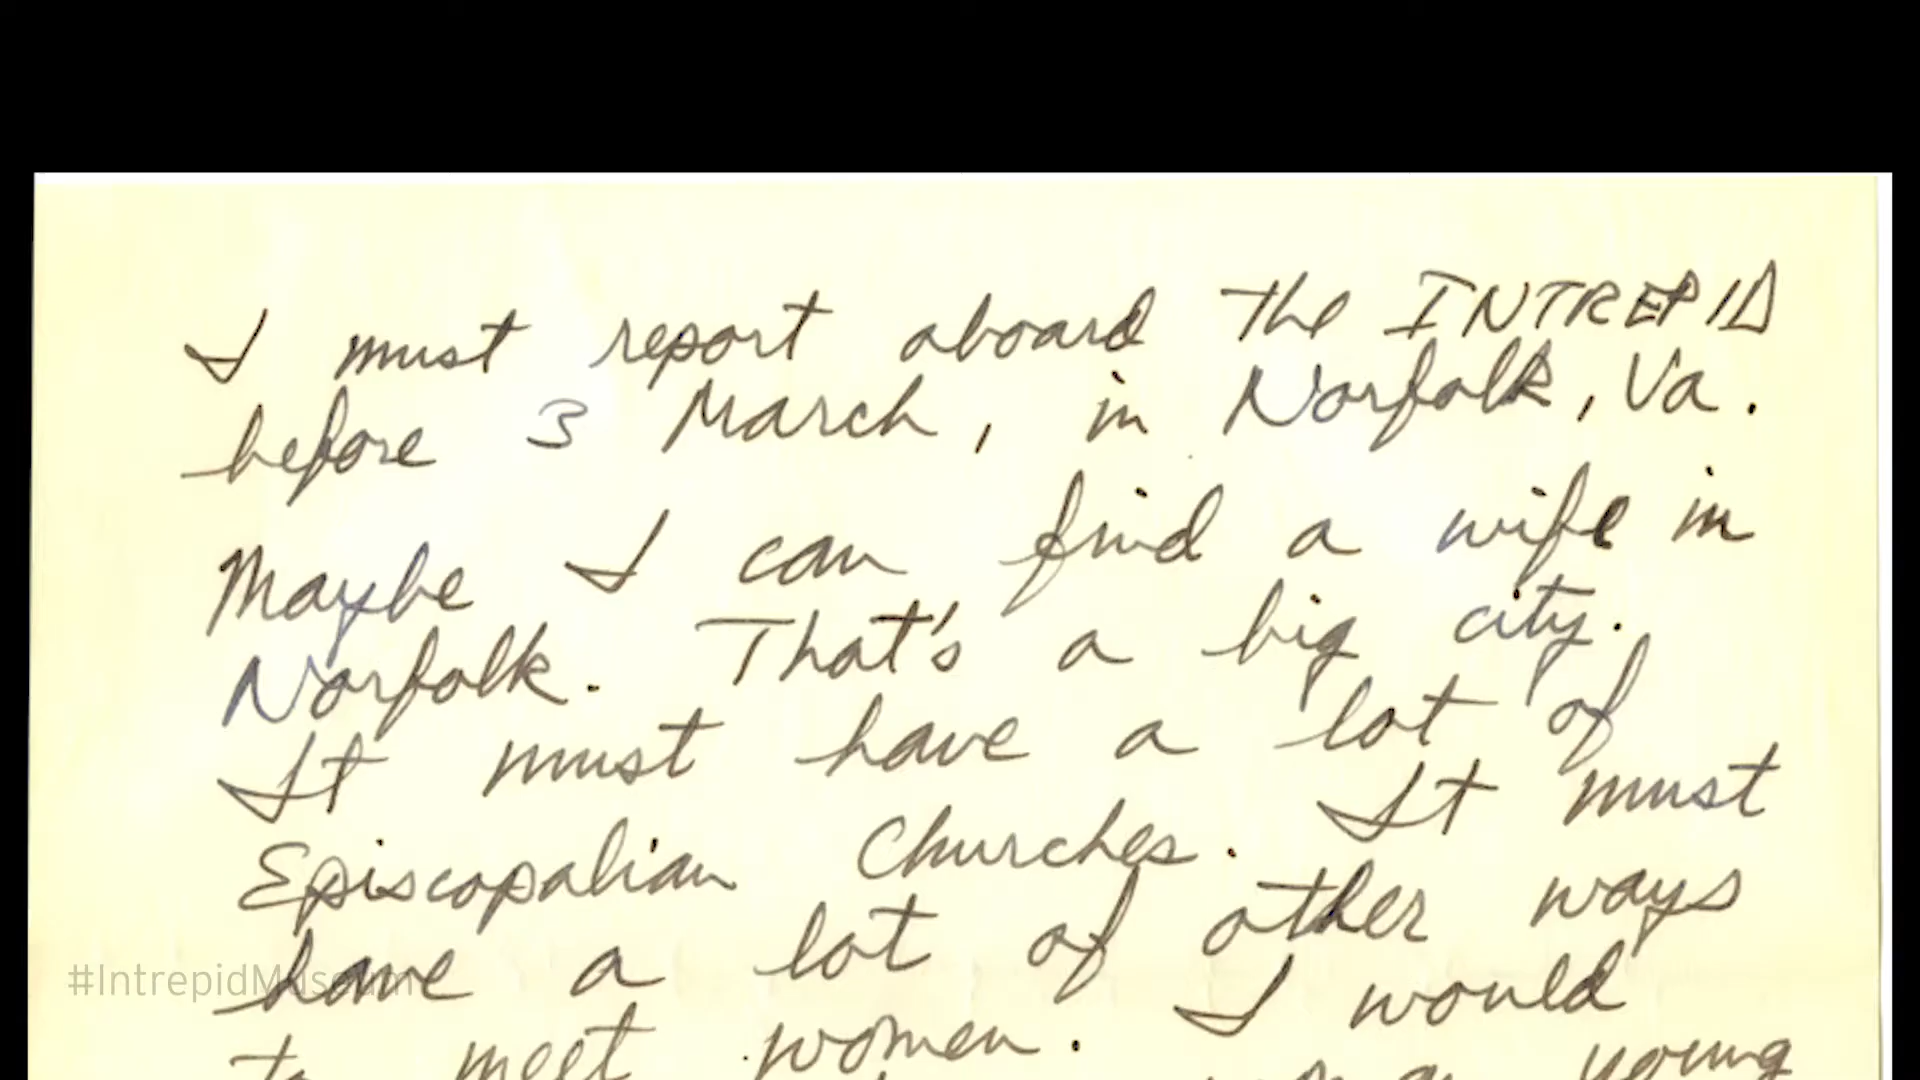 I must report aboard the INTREPID
before 3 March, in Norfolk, Va.
Maybe I can find a wife in
Norfolk. That's a big city.
It must have a lot of
Episcopalian Churches. It must
have a lot of other ways
to meet women. I would
young
#IntrepidMuseum